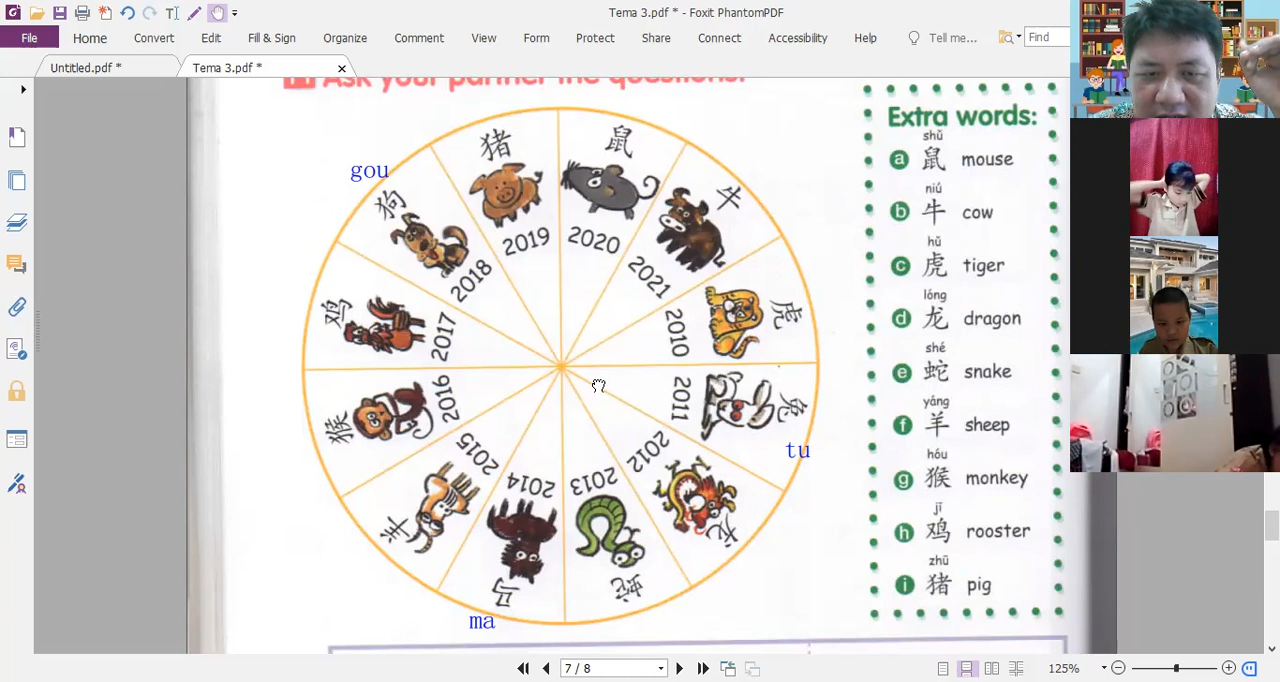 Tema 3.pdf * - Foxit PhantomPDF
File Home Convert Edit Fill & Sign Organize Comment View Form Protect Share Connect Accessibility Help Tell me... Find
Untitled.pdf * Tema 3.pdf *
Ask your partner the questions.
gou
猪
2019
鼠
2020
牛
2021
虎
2010
兔
2011
tu
龙
2012
蛇
2013
马
2014
ma
羊
2015
猴
2016
鸡
2017
狗
2018
Extra words:
shǔ
a 鼠 mouse
niú
b 牛 cow
hǔ
c 虎 tiger
lóng
d 龙 dragon
shé
e 蛇 snake
yáng
f 羊 sheep
hóu
g 猴 monkey
jī
h 鸡 rooster
zhū
i 猪 pig
7 / 8
125%